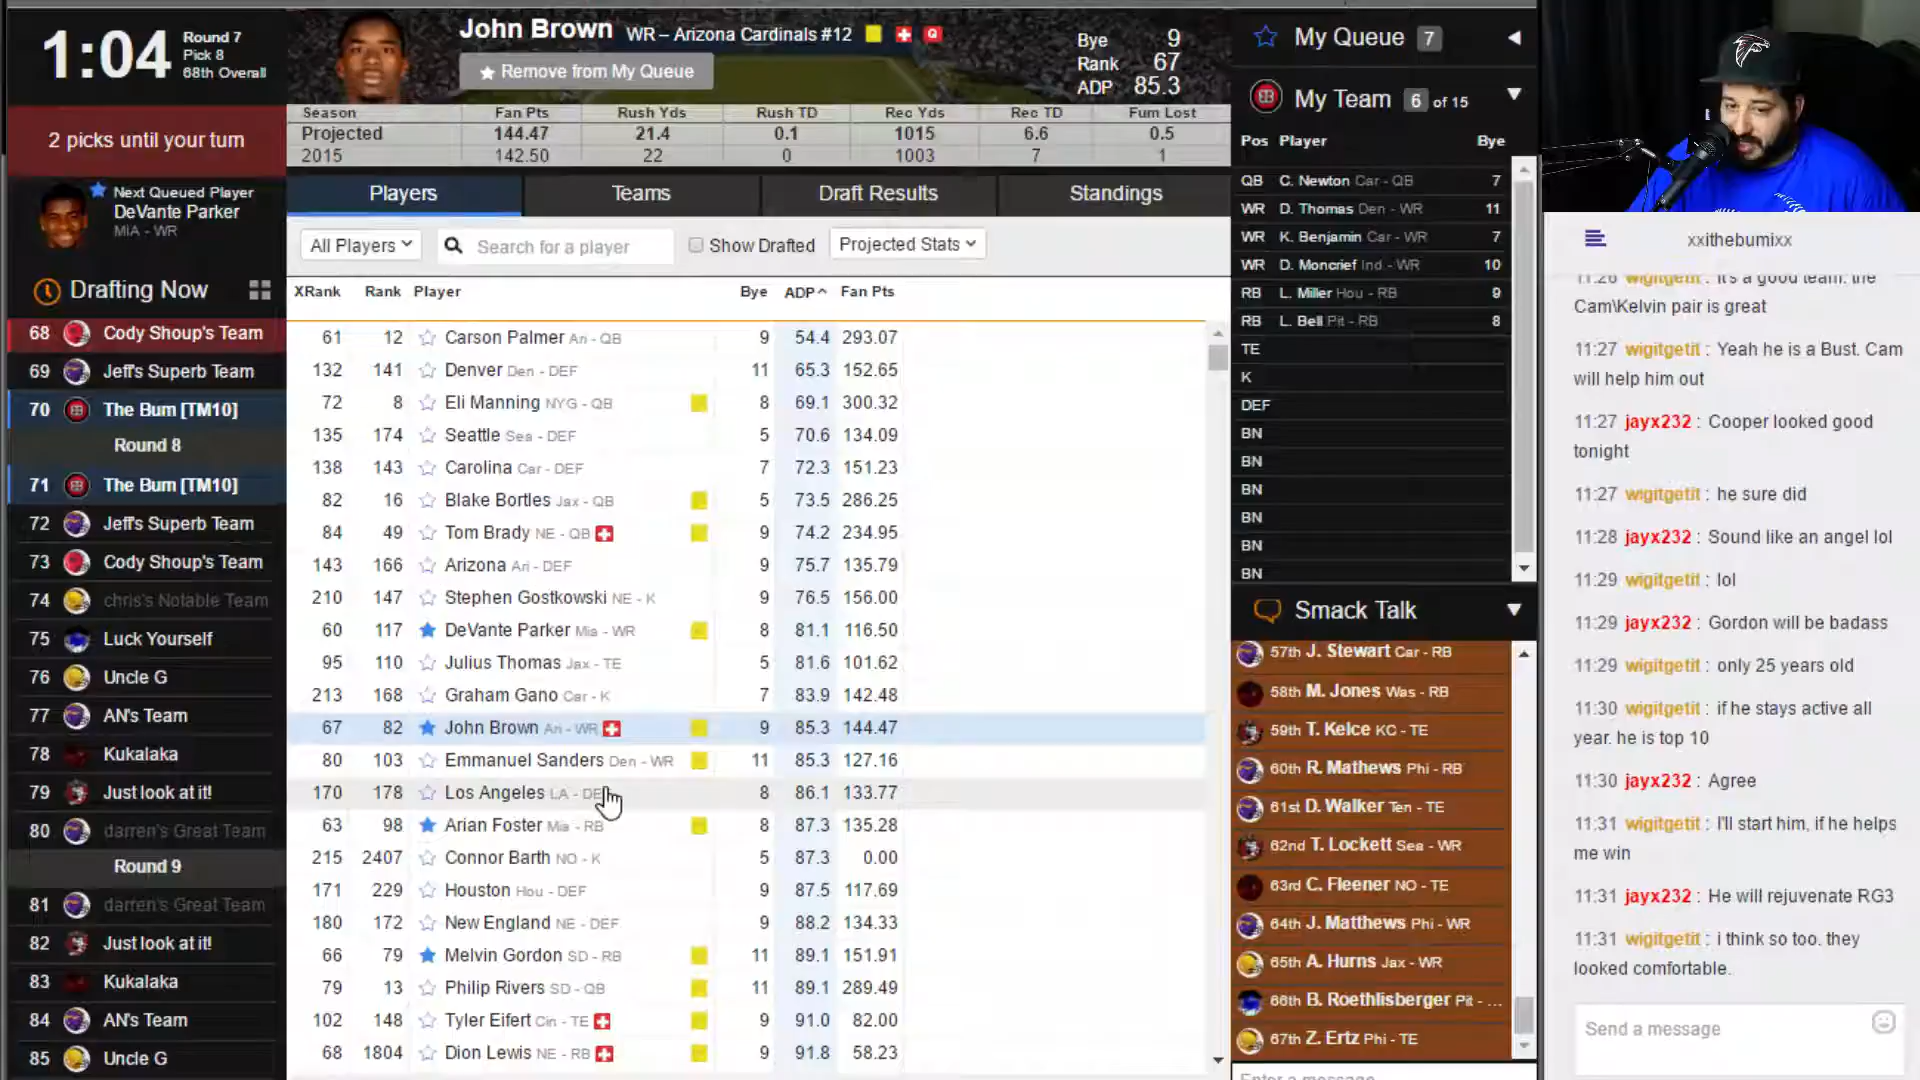 1:04
Round 7
Pick 8
68th Overall
2 picks until your turn
Next Queued Player
DeVante Parker
MiA - WR
Drafting Now
68 Cody Shoup's Team
69 Jeff's Superb Team
70 The Bum [TM10]
Round 8
71 The Bum [TM10]
72 Jeff's Superb Team
73 Cody Shoup's Team
74 chris's Notable Team
75 Luck Yourself
76 Uncle G
77 AN's Team
78 Kukalaka
79 Just look at it!
80 darren's Great Team
Round 9
81 darren's Great Team
82 Just look at it!
83 Kukalaka
84 AN's Team
85 Uncle G
John Brown WR – Arizona Cardinals #12 Q
Remove from My Queue
Bye 9
Rank 67
ADP 85.3
Season Fan Pts Rush Yds Rush TD Rec Yds Rec TD Fum Lost
Projected 144.47 21.4 0.1 1015 6.6 0.5
2015 142.50 22 0 1003 7 1
Players Teams Draft Results Standings
All Players Search for a player Show Drafted Projected Stats
XRank Rank Player Bye ADP Fan Pts
61 12 Carson Palmer Ari - QB 9 54.4 293.07
132 141 Denver Den - DEF 11 65.3 152.65
72 8 Eli Manning NYG - QB 8 69.1 300.32
135 174 Seattle Sea - DEF 5 70.6 134.09
138 143 Carolina Car - DEF 7 72.3 151.23
82 16 Blake Bortles Jax - QB 5 73.5 286.25
84 49 Tom Brady NE - QB 9 74.2 234.95
143 166 Arizona Ari - DEF 9 75.7 135.79
210 147 Stephen Gostkowski NE - K 9 76.5 156.00
60 117 DeVante Parker Mia - WR 8 81.1 116.50
95 110 Julius Thomas Jax - TE 5 81.6 101.62
213 168 Graham Gano Car - K 7 83.9 142.48
67 82 John Brown Ari - WR 9 85.3 144.47
80 103 Emmanuel Sanders Den - WR 11 85.3 127.16
170 178 Los Angeles LA - DE 8 86.1 133.77
63 98 Arian Foster Mia - RB 8 87.3 135.28
215 2407 Connor Barth NO - K 5 87.3 0.00
171 229 Houston Hou - DEF 9 87.5 117.69
180 172 New England NE - DEF 9 88.2 134.33
66 79 Melvin Gordon SD - RB 11 89.1 151.91
79 13 Philip Rivers SD - QB 11 89.1 289.49
102 148 Tyler Eifert Cin - TE 9 91.0 82.00
68 1804 Dion Lewis NE - RB 9 91.8 58.23
My Queue 7
My Team 6 of 15
Pos Player Bye
QB C. Newton Car - QB 7
WR D. Thomas Den - WR 11
WR K. Benjamin Car - WR 7
WR D. Moncrief Ind - WR 10
RB L. Miller Hou - RB 9
RB L. Bell Pit - RB 8
TE
K
DEF
BN
BN
BN
BN
BN
BN
Smack Talk
57th J. Stewart Car - RB
58th M. Jones Was - RB
59th T. Kelce KC - TE
60th R. Mathews Phi - RB
61st D. Walker Ten - TE
62nd T. Lockett Sea - WR
63rd C. Fleener NO - TE
64th J. Matthews Phi - WR
65th A. Hurns Jax - WR
66th B. Roethlisberger Pit - ...
67th Z. Ertz Phi - TE
Enter a message
xxithebumixx
11:26 wigitgetit : It's a good team. the
Cam\Kelvin pair is great
11:27 wigitgetit : Yeah he is a Bust. Cam
will help him out
11:27 jayx232 : Cooper looked good
tonight
11:27 wigitgetit : he sure did
11:28 jayx232 : Sound like an angel lol
11:29 wigitgetit : lol
11:29 jayx232 : Gordon will be badass
11:29 wigitgetit : only 25 years old
11:30 wigitgetit : if he stays active all
year. he is top 10
11:30 jayx232 : Agree
11:31 wigitgetit : I'll start him, if he helps
me win
11:31 jayx232 : He will rejuvenate RG3
11:31 wigitgetit : i think so too. they
looked comfortable.
Send a message